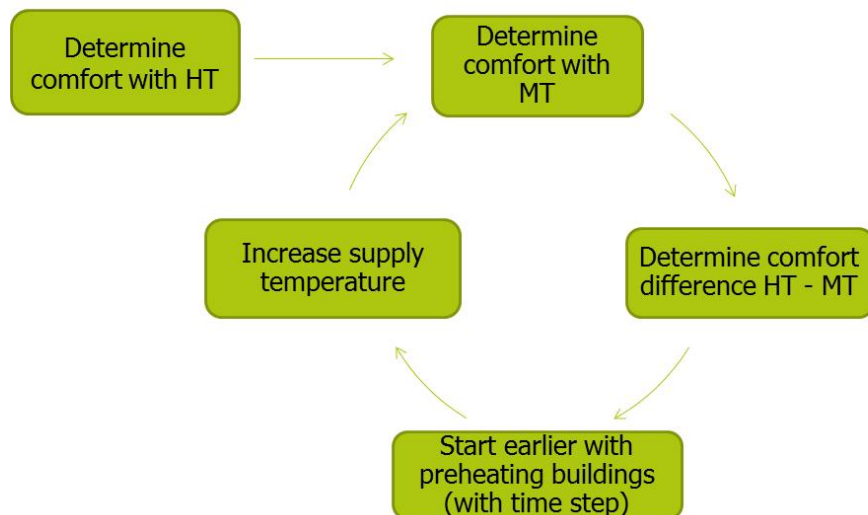 Determine
comfort with HT
Determine
comfort with
MT
Increase supply
temperature
Determine comfort
difference HT - MT
Start earlier with
preheating buildings
(with time step)